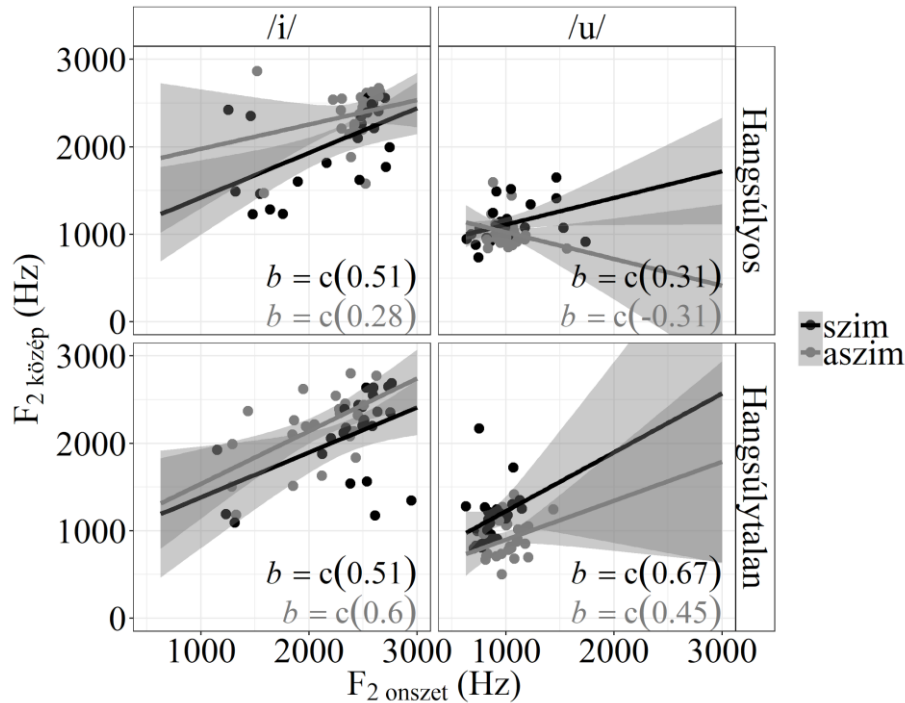 /i/ /u/
3000
2000
1000
0
Hangsúlyos
b = c(0.51)
b = c(0.28)
b = c(0.31)
b = c(-0.31)
3000
2000
1000
0
Hangsúlytalan
b = c(0.51)
b = c(0.6)
b = c(0.67)
b = c(0.45)
1000 2000 3000 1000 2000 3000
F2 onszet (Hz)
F2 közép (Hz)
szim
aszim